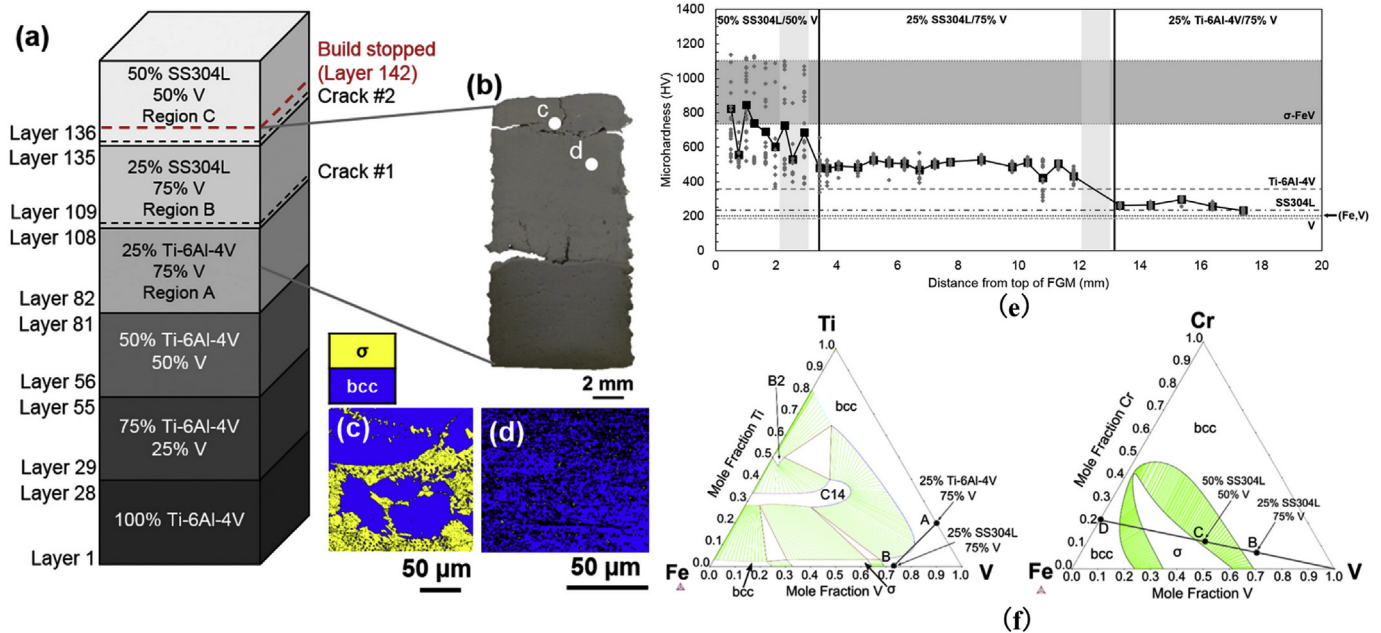 (a)
50% SS304L
50% V
Region C
Build stopped
(Layer 142)
Crack #2
Layer 136
Layer 135
25% SS304L
75% V
Region B
Crack #1
Layer 109
Layer 108
25% Ti-6Al-4V
75% V
Region A
Layer 82
Layer 81
50% Ti-6Al-4V
50% V
Layer 56
Layer 55
75% Ti-6Al-4V
25% V
Layer 29
Layer 28
100% Ti-6Al-4V
Layer 1
(b)
c
d
2 mm
σ
bcc
(c)
50 μm
(d)
50 μm
1400
1200
1000
800
600
400
200
0
Microhardness (HV)
50% SS304L/50% V
25% SS304L/75% V
25% Ti-6Al-4V/75% V
σ-FeV
Ti-6Al-4V
SS304L
(Fe,V)
V
0 2 4 6 8 10 12 14 16 18 20
Distance from top of FGM (mm)
(e)
Ti
1.0
0.9
0.8
0.7
0.6
0.5
0.4
0.3
0.2
0.1
0.0
Mole Fraction Ti
B2
bcc
C14
25% Ti-6Al-4V
75% V
A
25% SS304L
75% V
B
Fe
V
0.0 0.1 0.2 0.3 0.4 0.5 0.6 0.7 0.8 0.9 1.0
bcc
Mole Fraction V
σ
Cr
1.0
0.9
0.8
0.7
0.6
0.5
0.4
0.3
0.2
0.1
0.0
Mole Fraction Cr
bcc
50% SS304L
50% V
25% SS304L
75% V
D
C
B
bcc
σ
Fe
V
0.0 0.1 0.2 0.3 0.4 0.5 0.6 0.7 0.8 0.9 1.0
Mole Fraction V
(f)